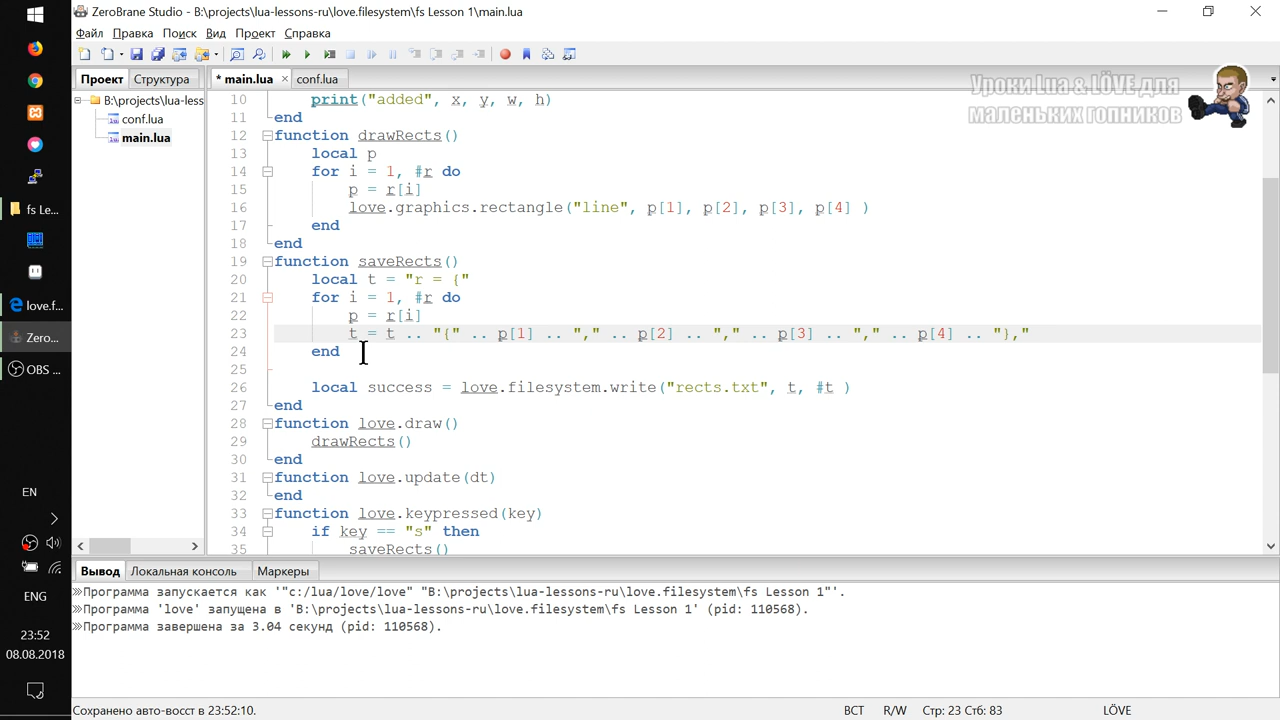 ZeroBrane Studio - B:\projects\lua-lessons-ru\love.filesystem\fs Lesson 1\main.lua
Файл Правка Поиск Вид Проект Справка
Проект Структура * main.lua conf.lua
Уроки Lua & LÖVE для
маленьких гопников
B:\projects\lua-less
conf.lua
main.lua
10 print("added", x, y, w, h)
11 end
12 function drawRects()
13 local p
14 for i = 1, #r do
15 p = r[i]
16 love.graphics.rectangle("line", p[1], p[2], p[3], p[4] )
17 end
18 end
19 function saveRects()
20 local t = "r = {"
21 for i = 1, #r do
22 p = r[i]
23 t = t .. "{" .. p[1] .. "," .. p[2] .. "," .. p[3] .. "," .. p[4] .. "},"
24 end
25
26 local success = love.filesystem.write("rects.txt", t, #t )
27 end
28 function love.draw()
29 drawRects()
30 end
31 function love.update(dt)
32 end
33 function love.keypressed(key)
34 if key == "s" then
35 saveRects()
Вывод Локальная консоль Маркеры
Программа запускается как '"c:/lua/love/love" "B:\projects\lua-lessons-ru\love.filesystem\fs Lesson 1"'.
Программа 'love' запущена в 'B:\projects\lua-lessons-ru\love.filesystem\fs Lesson 1' (pid: 110568).
Программа завершена за 3.04 секунд (pid: 110568).
Сохранено авто-восст в 23:52:10. ВСТ R/W Стр: 23 Стб: 83 LÖVE
fs Le...
love.f...
Zero...
OBS ...
EN
ENG
23:52
08.08.2018